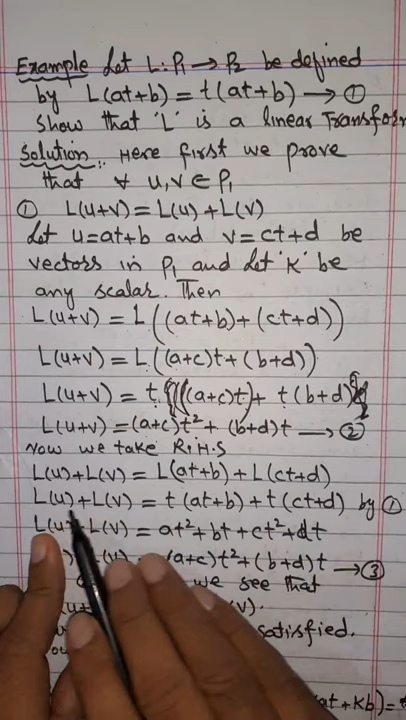 Example Let L: P₁ → P₂ be defined
by L(at+b) = t(at+b) → ①
Show that 'L' is a linear Transfor
Solution:. Here first we prove
that ∀ u,v ∈ P₁
① L(u+v) = L(u) + L(v)
Let u=at+b and v=ct+d be
vectors in P₁ and Let 'K' be
any scalar. Then
L(u+v) = L((at+b)+(ct+d))
L(u+v) = L((a+c)t+(b+d))
L(u+v) = t((a+c)t)+ t(b+d)
L(u+v) = (a+c)t² + (b+d)t → ②
Now we take R.H.S
L(u)+L(v) = L(at+b) + L(ct+d)
L(u)+L(v) = t(at+b) + t(ct+d) by ①
L(u)+L(v) = at²+bt+ct²+dt
(a+c)t²+(b+d)t → ③
we see that
(v).
satisfied.
at+Kb)=